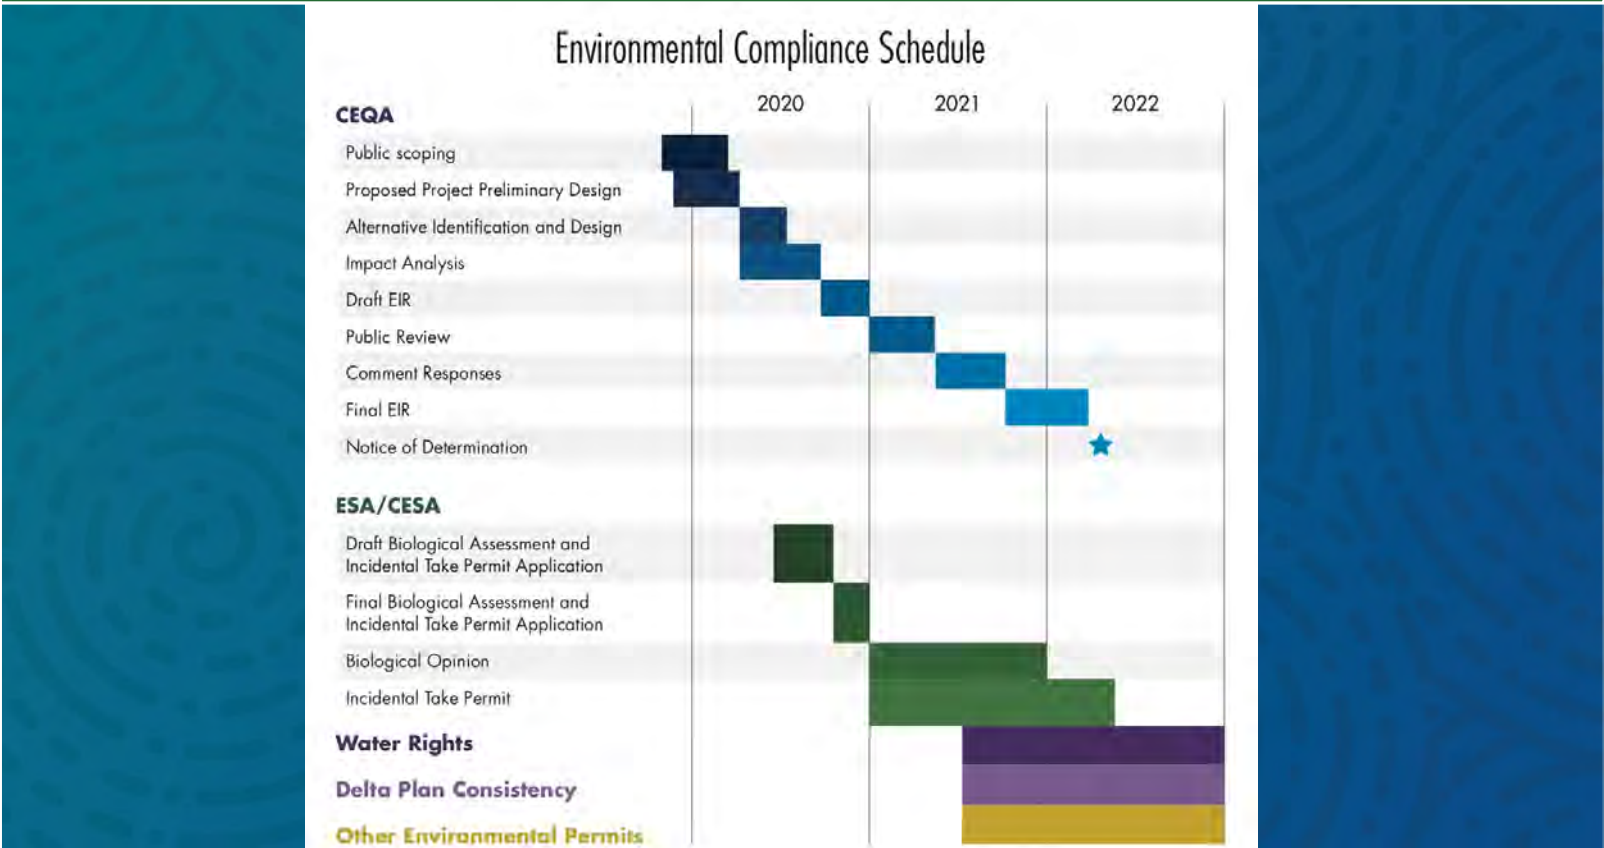 Environmental Compliance Schedule
2020 2021 2022
CEQA
Public scoping
Proposed Project Preliminary Design
Alternative Identification and Design
Impact Analysis
Draft EIR
Public Review
Comment Responses
Final EIR
Notice of Determination
ESA/CESA
Draft Biological Assessment and
Incidental Take Permit Application
Final Biological Assessment and
Incidental Take Permit Application
Biological Opinion
Incidental Take Permit
Water Rights
Delta Plan Consistency
Other Environmental Permits